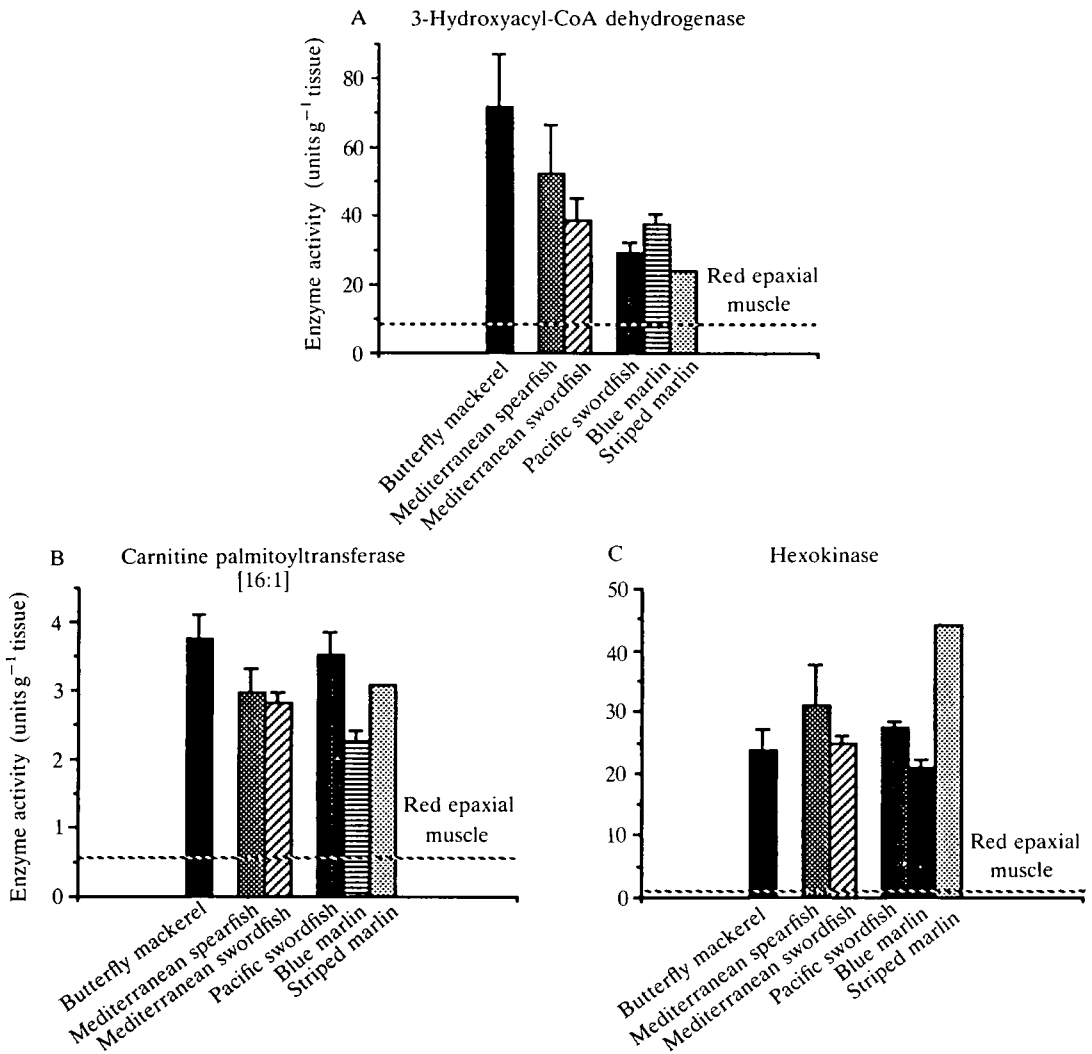 A 3-Hydroxyacyl-CoA dehydrogenase
Enzyme activity (units g⁻¹ tissue)
80
60
40
20
0
Red epaxial
muscle
Butterfly mackerel
Mediterranean spearfish
Mediterranean swordfish
Pacific swordfish
Blue marlin
Striped marlin
B Carnitine palmitoyltransferase
[16:1]
Enzyme activity (units g⁻¹ tissue)
4
3
2
1
0
Red epaxial
muscle
Butterfly mackerel
Mediterranean spearfish
Mediterranean swordfish
Pacific swordfish
Blue marlin
Striped marlin
C Hexokinase
50
40
30
20
10
0
Red epaxial
muscle
Butterfly mackerel
Mediterranean spearfish
Mediterranean swordfish
Pacific swordfish
Blue marlin
Striped marlin